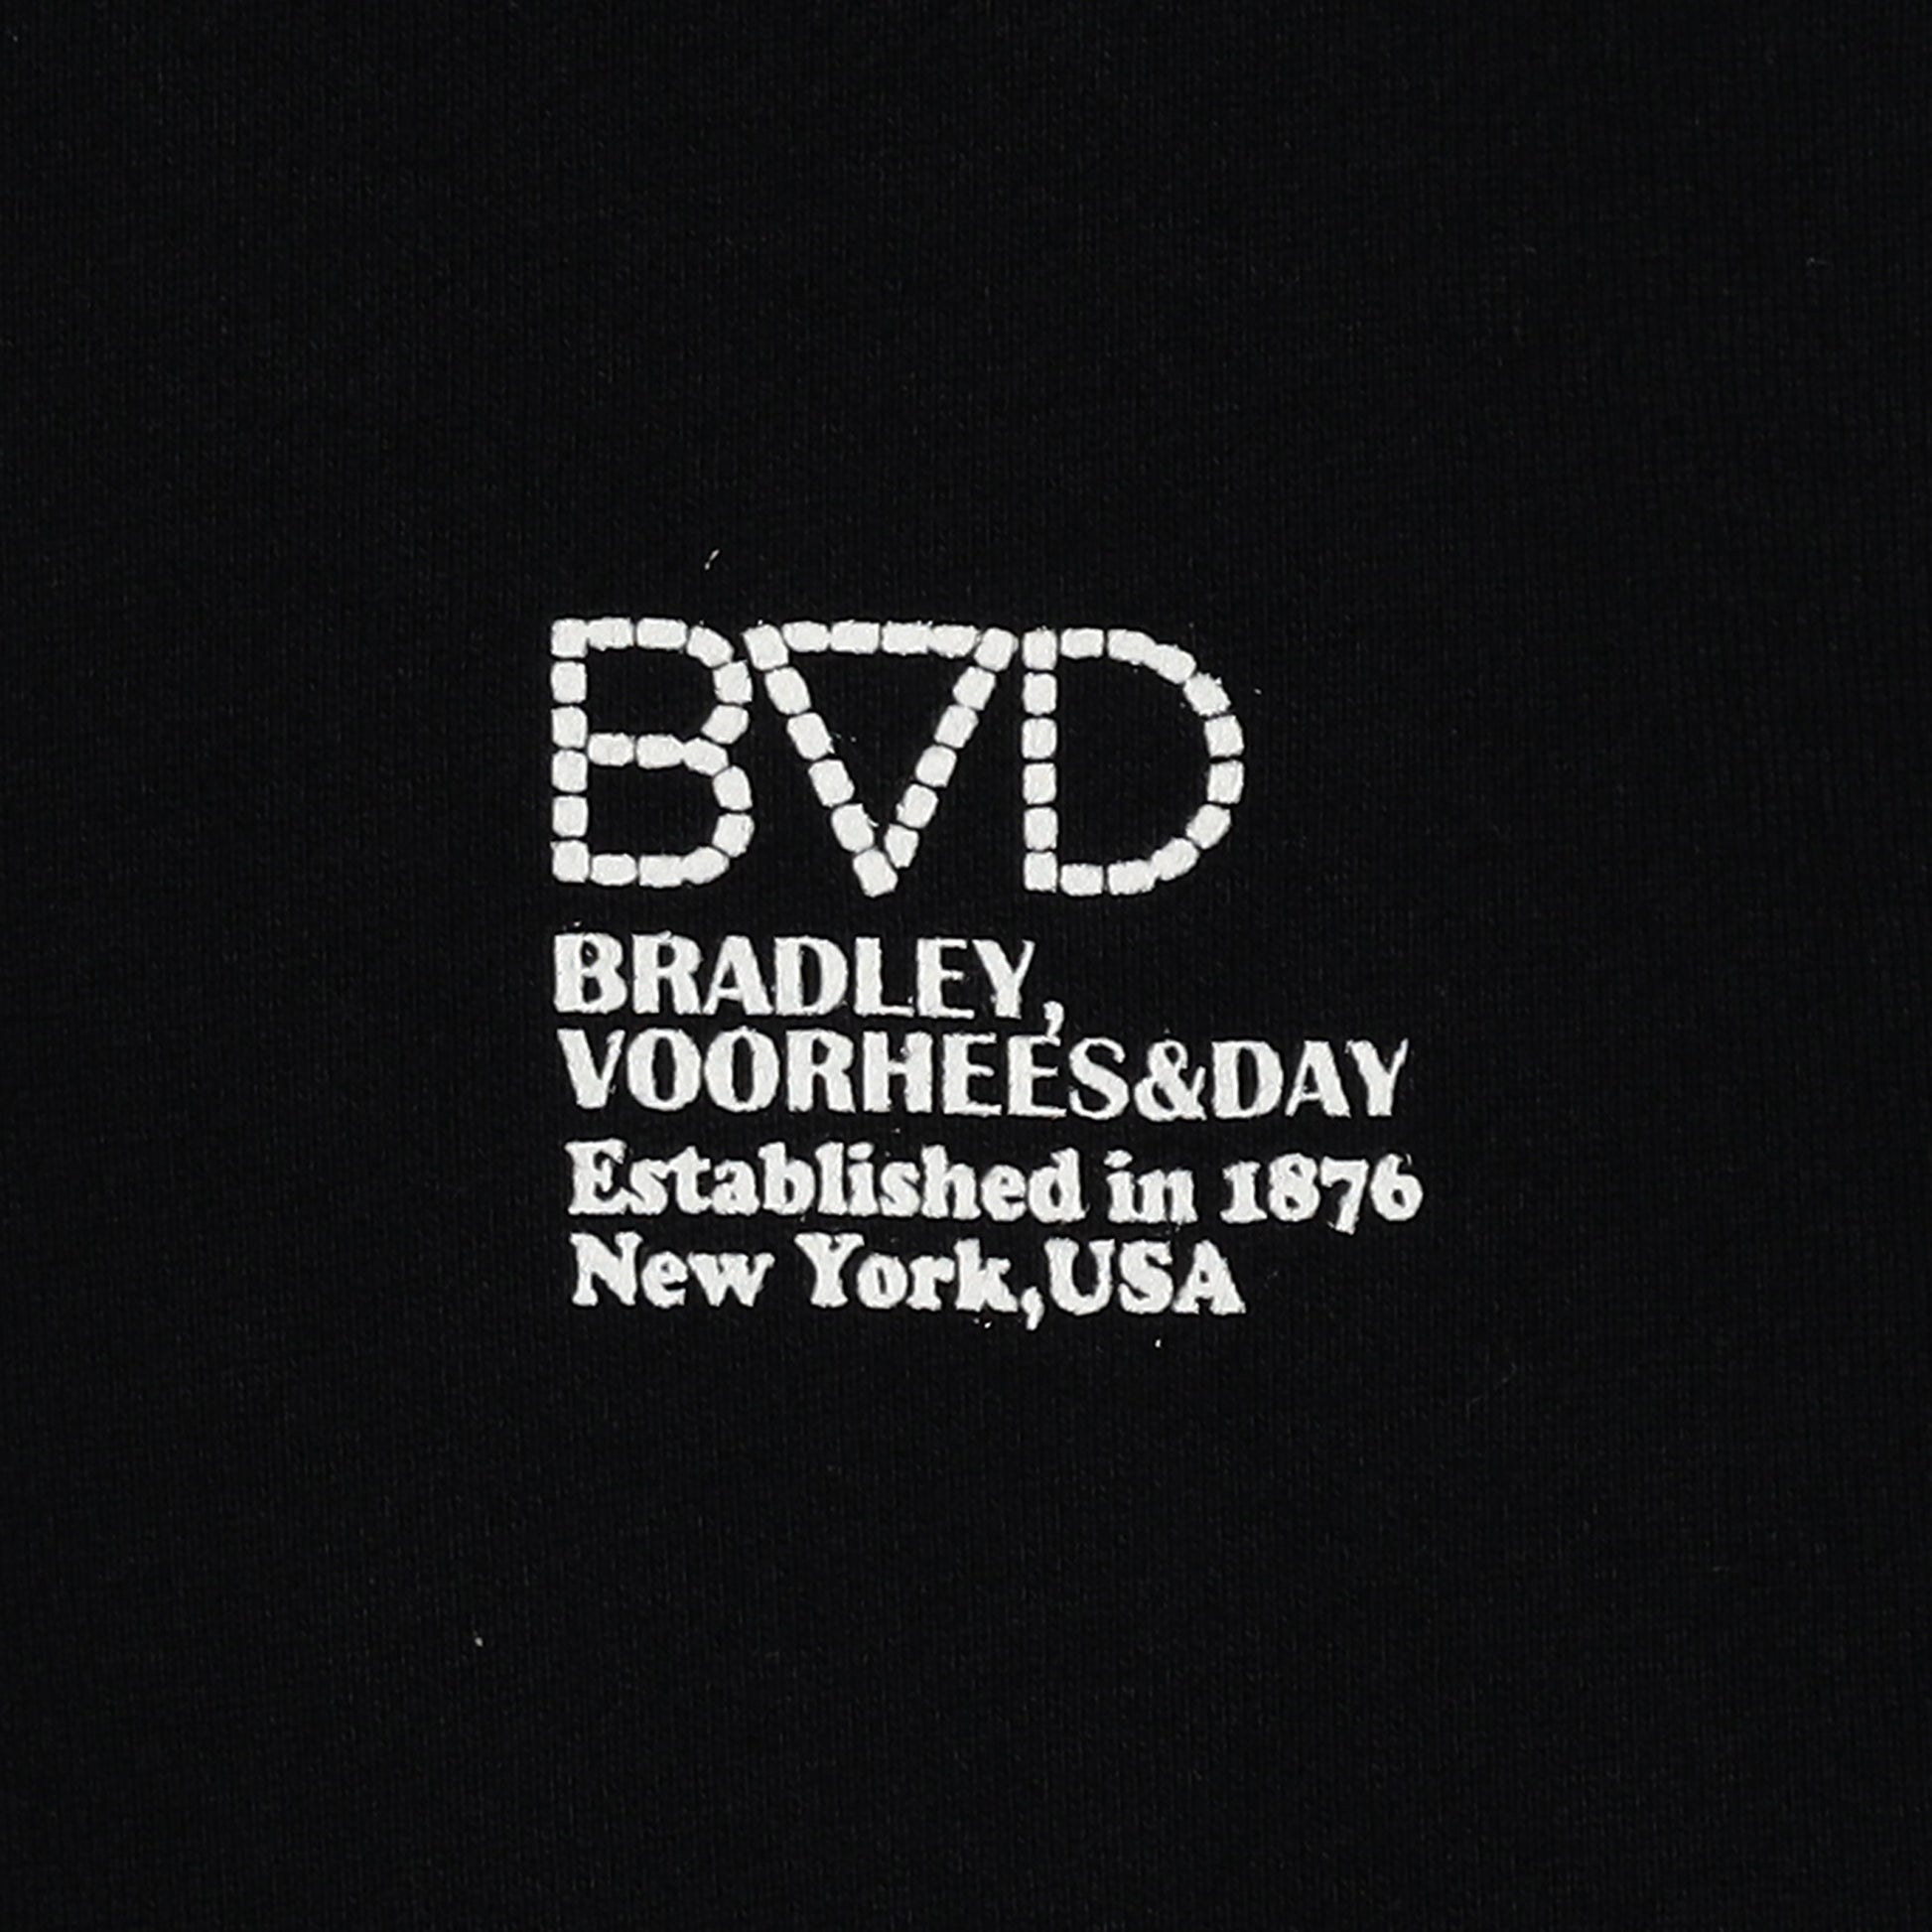 BVD
BRADLEY,
VOORHEES&DAY
Established in 1876
New York,USA